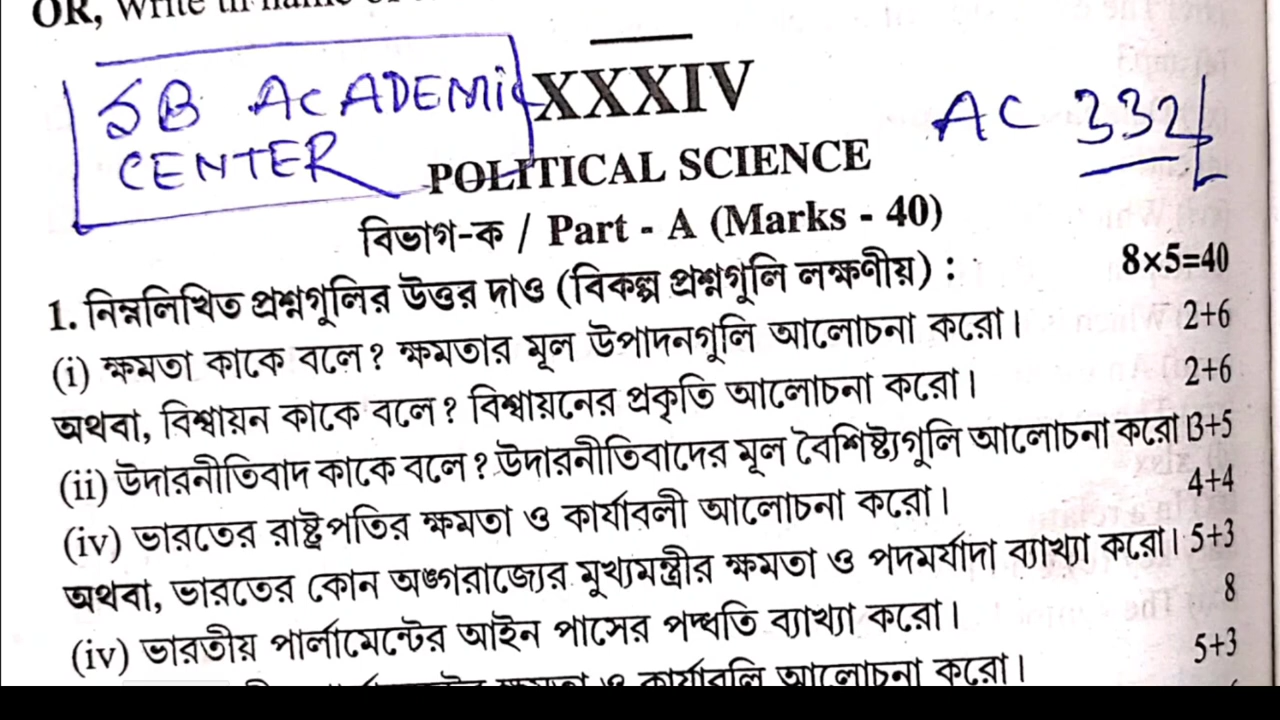 OR, Write
SB ACADEMIC
CENTER
XXXIV
AC 332
POLITICAL SCIENCE
বিভাগ-ক / Part - A (Marks - 40)
1. নিম্নলিখিত প্রশ্নগুলির উত্তর দাও (বিকল্প প্রশ্নগুলি লক্ষণীয়) : 8×5=40
(i) ক্ষমতা কাকে বলে? ক্ষমতার মূল উপাদনগুলি আলোচনা করো। 2+6
অথবা, বিশ্বায়ন কাকে বলে? বিশ্বায়নের প্রকৃতি আলোচনা করো। 2+6
(ii) উদারনীতিবাদ কাকে বলে? উদারনীতিবাদের মূল বৈশিষ্ট্যগুলি আলোচনা করো। 3+5
(iv) ভারতের রাষ্ট্রপতির ক্ষমতা ও কার্যাবলী আলোচনা করো। 4+4
অথবা, ভারতের কোন অঙ্গরাজ্যের মুখ্যমন্ত্রীর ক্ষমতা ও পদমর্যাদা ব্যাখ্যা করো। 5+3
(iv) ভারতীয় পার্লামেন্টের আইন পাসের পদ্ধতি ব্যাখ্যা করো। 8
ক্ষমতা ও কার্যাবলি আলোচনা করো। 5+3